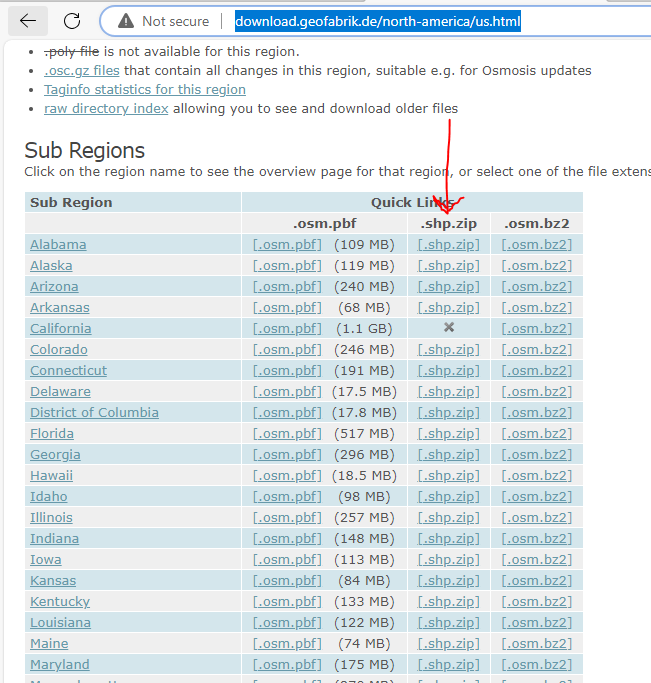 Not secure | download.geofabrik.de/north-america/us.html
.poly file is not available for this region.
.osc.gz files that contain all changes in this region, suitable e.g. for Osmosis updates
Taginfo statistics for this region
raw directory index allowing you to see and download older files
Sub Regions
Click on the region name to see the overview page for that region, or select one of the file extens
Sub Region Quick Links
.osm.pbf .shp.zip .osm.bz2
Alabama [.osm.pbf] (109 MB) [.shp.zip] [.osm.bz2]
Alaska [.osm.pbf] (119 MB) [.shp.zip] [.osm.bz2]
Arizona [.osm.pbf] (240 MB) [.shp.zip] [.osm.bz2]
Arkansas [.osm.pbf] (68 MB) [.shp.zip] [.osm.bz2]
California [.osm.pbf] (1.1 GB) × [.osm.bz2]
Colorado [.osm.pbf] (246 MB) [.shp.zip] [.osm.bz2]
Connecticut [.osm.pbf] (191 MB) [.shp.zip] [.osm.bz2]
Delaware [.osm.pbf] (17.5 MB) [.shp.zip] [.osm.bz2]
District of Columbia [.osm.pbf] (17.8 MB) [.shp.zip] [.osm.bz2]
Florida [.osm.pbf] (517 MB) [.shp.zip] [.osm.bz2]
Georgia [.osm.pbf] (296 MB) [.shp.zip] [.osm.bz2]
Hawaii [.osm.pbf] (18.5 MB) [.shp.zip] [.osm.bz2]
Idaho [.osm.pbf] (98 MB) [.shp.zip] [.osm.bz2]
Illinois [.osm.pbf] (257 MB) [.shp.zip] [.osm.bz2]
Indiana [.osm.pbf] (148 MB) [.shp.zip] [.osm.bz2]
Iowa [.osm.pbf] (113 MB) [.shp.zip] [.osm.bz2]
Kansas [.osm.pbf] (84 MB) [.shp.zip] [.osm.bz2]
Kentucky [.osm.pbf] (133 MB) [.shp.zip] [.osm.bz2]
Louisiana [.osm.pbf] (122 MB) [.shp.zip] [.osm.bz2]
Maine [.osm.pbf] (74 MB) [.shp.zip] [.osm.bz2]
Maryland [.osm.pbf] (175 MB) [.shp.zip] [.osm.bz2]